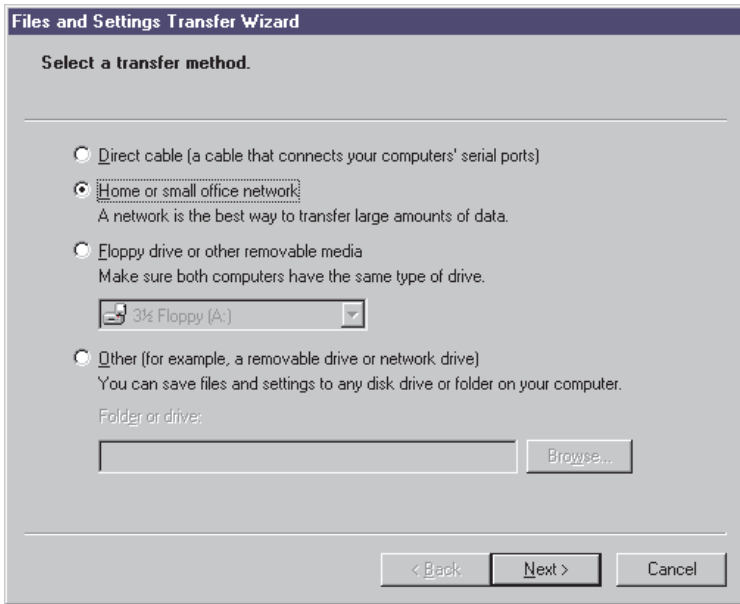 Files and Settings Transfer Wizard
Select a transfer method.
Direct cable (a cable that connects your computers' serial ports)
Home or small office network
A network is the best way to transfer large amounts of data.
Floppy drive or other removable media
Make sure both computers have the same type of drive.
3½ Floppy (A:)
Other (for example, a removable drive or network drive)
You can save files and settings to any disk drive or folder on your computer.
Folder or drive:
Browse...
< Back
Next >
Cancel